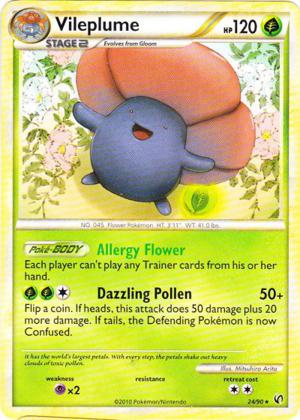 Vileplume
HP 120
STAGE 2 Evolves from Gloom
NO. 045 Flower Pokémon HT. 3'11" WT. 41.0 lbs.
Poké-BODY Allergy Flower
Each player can't play any Trainer cards from his or her
hand.
Dazzling Pollen 50+
Flip a coin. If heads, this attack does 50 damage plus 20
more damage. If tails, the Defending Pokémon is now
Confused.
It has the world's largest petals. With every step, the petals shake out heavy
clouds of toxic pollen.
Illus. Mitsuhiro Arita
weakness resistance retreat cost
×2
©2010 Pokémon/Nintendo 24/90 ★